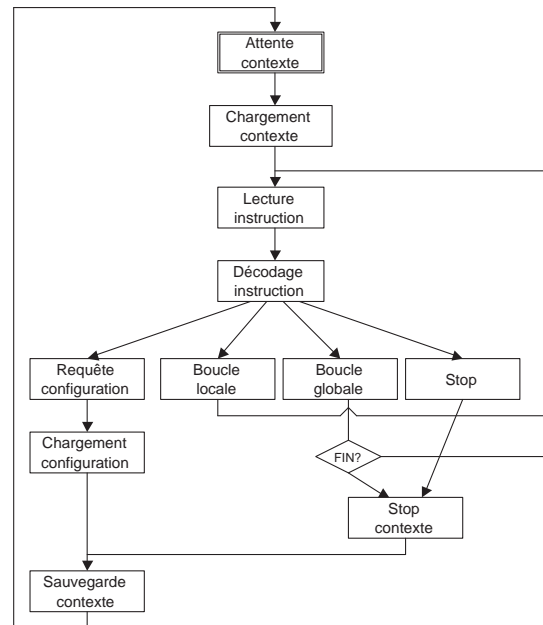 Attente
contexte
Chargement
contexte
Lecture
instruction
Décodage
instruction
Requête
configuration
Boucle
locale
Boucle
globale
Stop
Chargement
configuration
FIN?
Stop
contexte
Sauvegarde
contexte